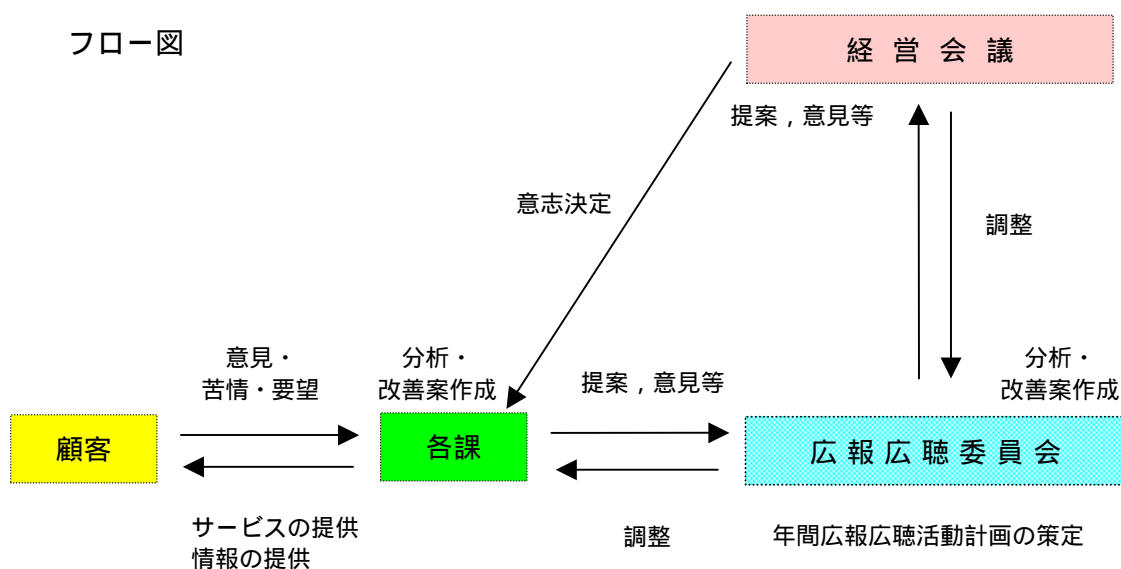 フロー図
経営会議
提案，意見等
意志決定
調整
意見・
苦情・要望
分析・
改善案作成
提案，意見等
分析・
改善案作成
顧客
各課
広報広聴委員会
サービスの提供
情報の提供
調整
年間広報広聴活動計画の策定